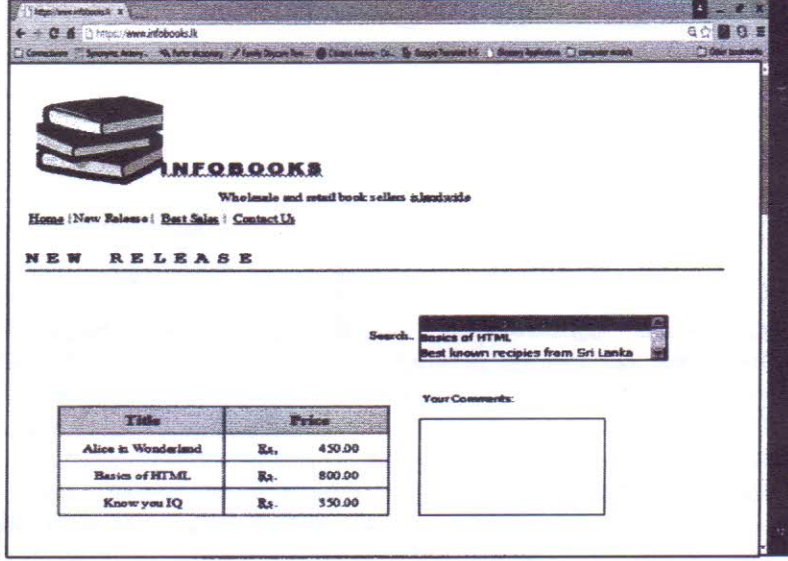 https://www.infobooks.lk
INFOBOOKS
Wholesale and retail book sellers islandwide
Home | New Release | Best Sales | Contact Us
NEW RELEASE
Search..
Basics of HTML
Best known recipies from Sri Lanka
Your Comments:
Title Price
Alice in Wonderland Rs. 450.00
Basics of HTML Rs. 800.00
Know you IQ Rs. 350.00